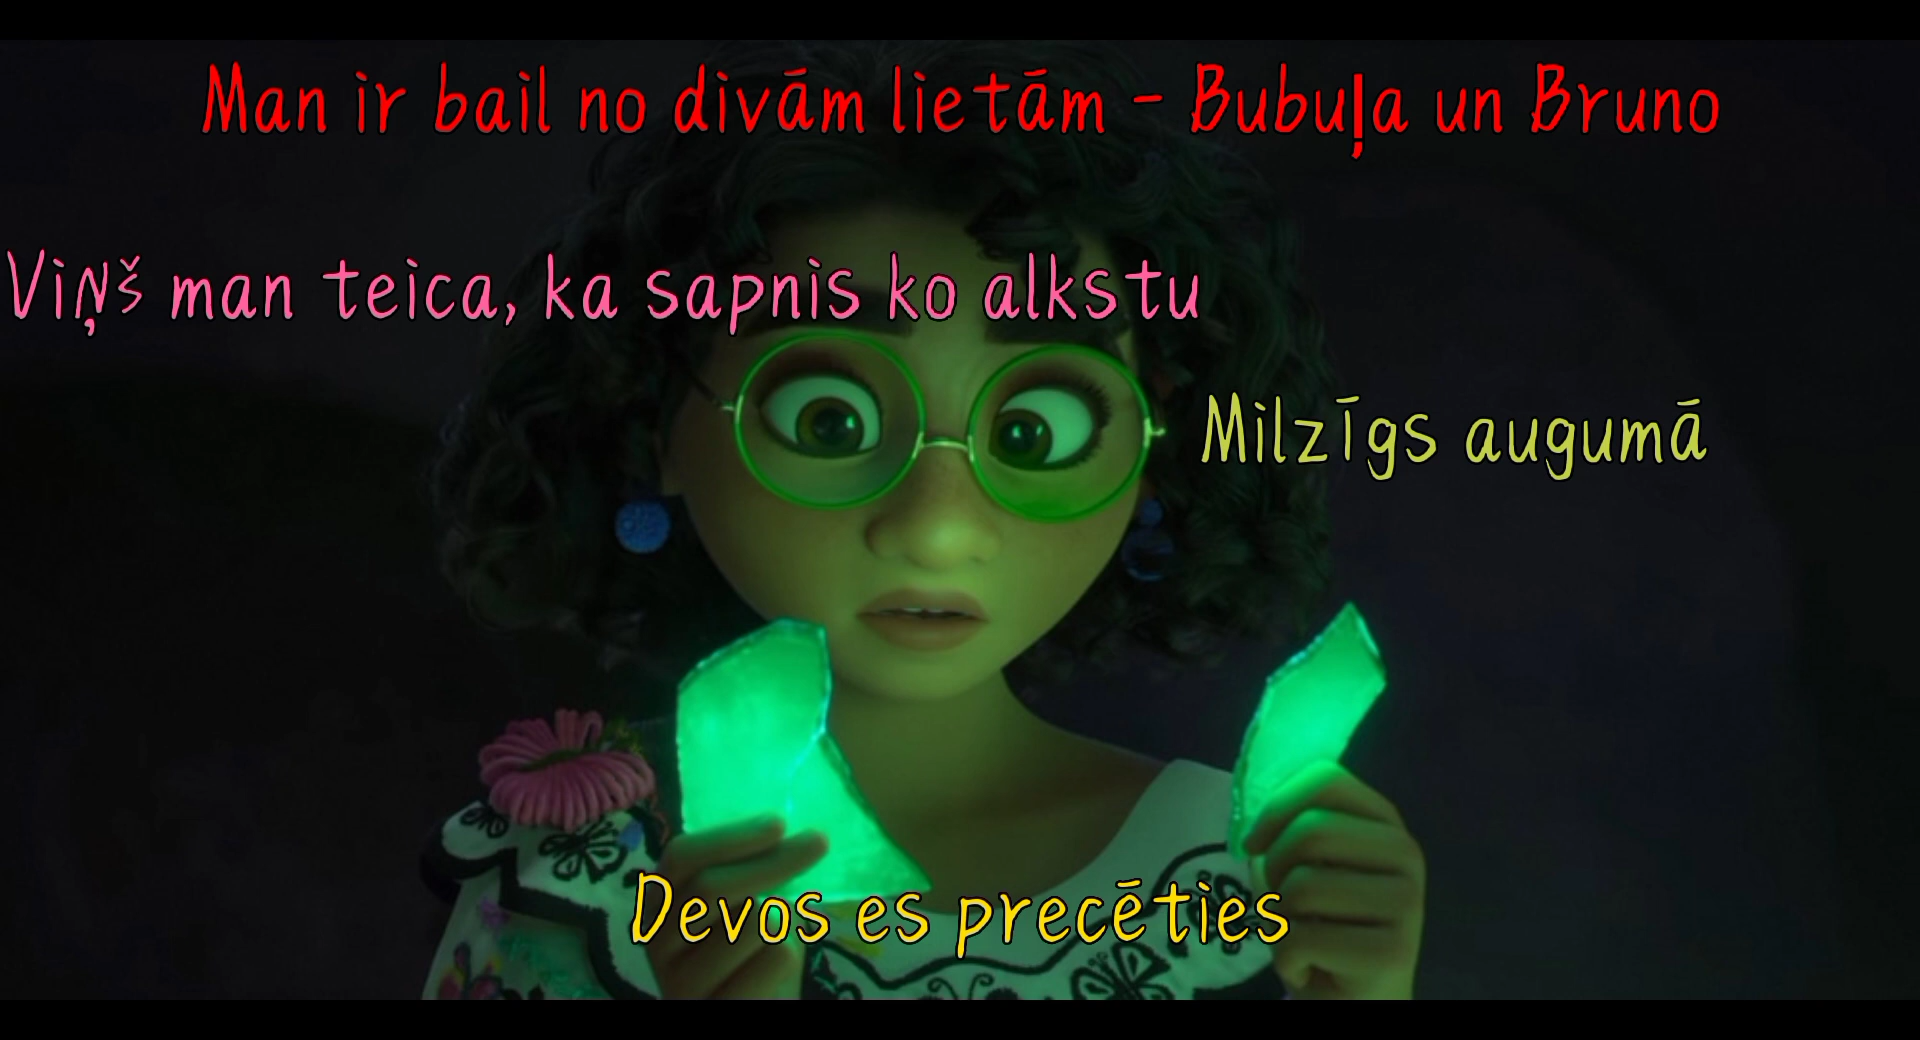 Man ir bail no divām lietām - Bubuļa un Bruno
Viņš man teica, ka sapnis ko alkstu
Milzīgs augumā
Devos es precēties